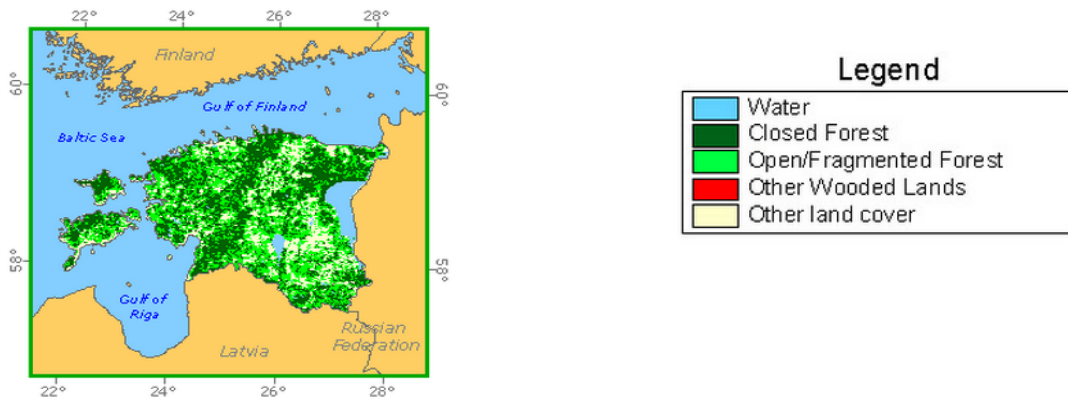 22° 24° 26° 28°
Finland
60°
60°
Gulf of Finland
Baltic Sea
58°
58°
Gulf of
Riga
Russian
Federation
Latvia
22° 24° 26° 28°
Legend
Water
Closed Forest
Open/Fragmented Forest
Other Wooded Lands
Other land cover